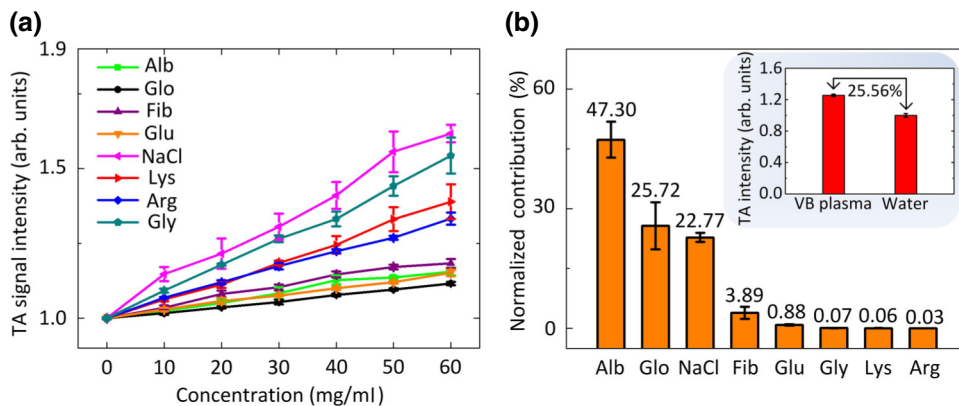 (a)
TA signal intensity (arb. units)
1.9
1.5
1.0
Alb
Glo
Fib
Glu
NaCl
Lys
Arg
Gly
0 10 20 30 40 50 60
Concentration (mg/ml)
(b)
Normalized contribution (%)
60
30
0
47.30
25.72
22.77
3.89
0.88
0.07
0.06
0.03
Alb Glo NaCl Fib Glu Gly Lys Arg
TA intensity (arb. units)
1.6
1.2
0.8
0.4
0.0
25.56%
VB plasma Water